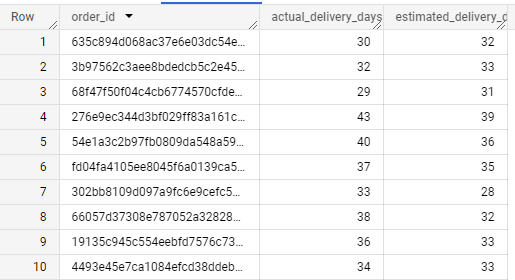 Row order_id actual_delivery_days estimated_delivery_d
1 635c894d068ac37e6e03dc54e... 30 32
2 3b97562c3aee8bdedcb5c2e45... 32 33
3 68f47f50f04c4cb6774570cfde... 29 31
4 276e9ec344d3bf029ff83a161c... 43 39
5 54e1a3c2b97fb0809da548a59... 40 36
6 fd04fa4105ee8045f6a0139ca5... 37 35
7 302bb8109d097a9fc6e9cefc5... 33 28
8 66057d37308e787052a32828... 38 32
9 19135c945c554eebfd7576c73... 36 33
10 4493e45e7ca1084efcd38ddeb... 34 33